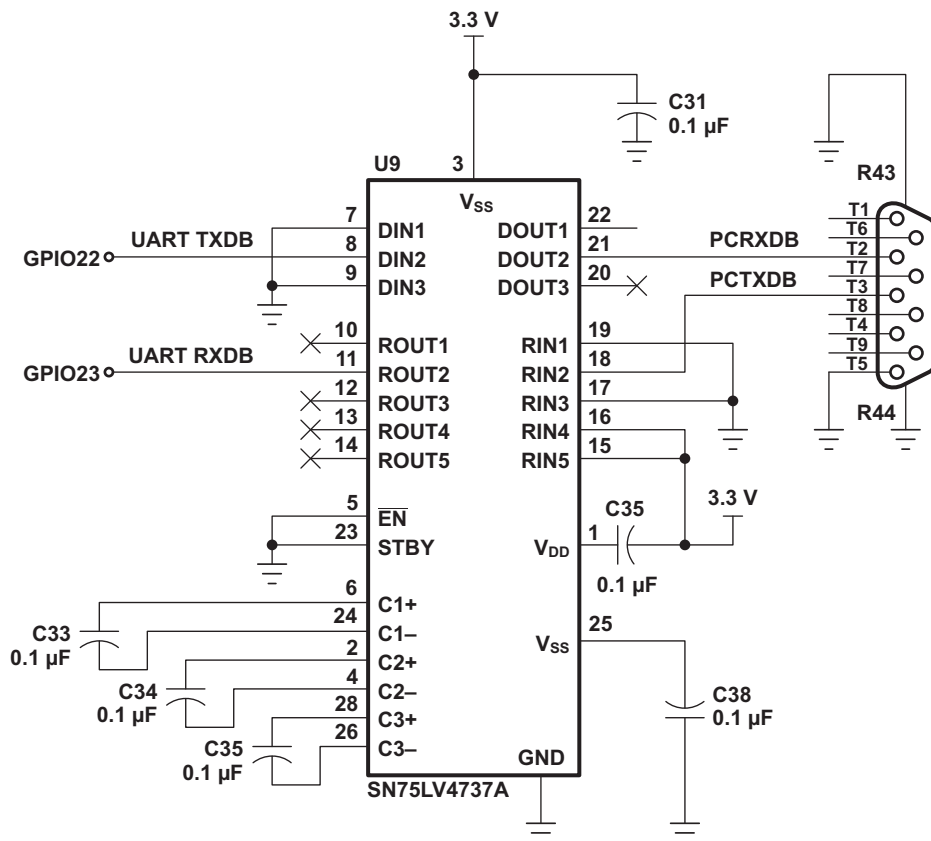 3.3 V
C31
0.1 µF
R43
U9
3
VSS
7
DIN1
DOUT1
22
GPIO22
UART TXDB
8
DIN2
DOUT2
21
PCRXDB
9
DIN3
DOUT3
20
PCTXDB
T1
T6
T2
T7
T3
T8
T4
T9
T5
R44
10
ROUT1
RIN1
19
GPIO23
UART RXDB
11
ROUT2
RIN2
18
12
ROUT3
RIN3
17
13
ROUT4
RIN4
16
14
ROUT5
RIN5
15
5
EN
23
STBY
VDD
1
C35
0.1 µF
3.3 V
6
C1+
24
C1–
C33
0.1 µF
VSS
25
2
C2+
4
C2–
C34
0.1 µF
C38
0.1 µF
28
C3+
26
C3–
C35
0.1 µF
GND
SN75LV4737A